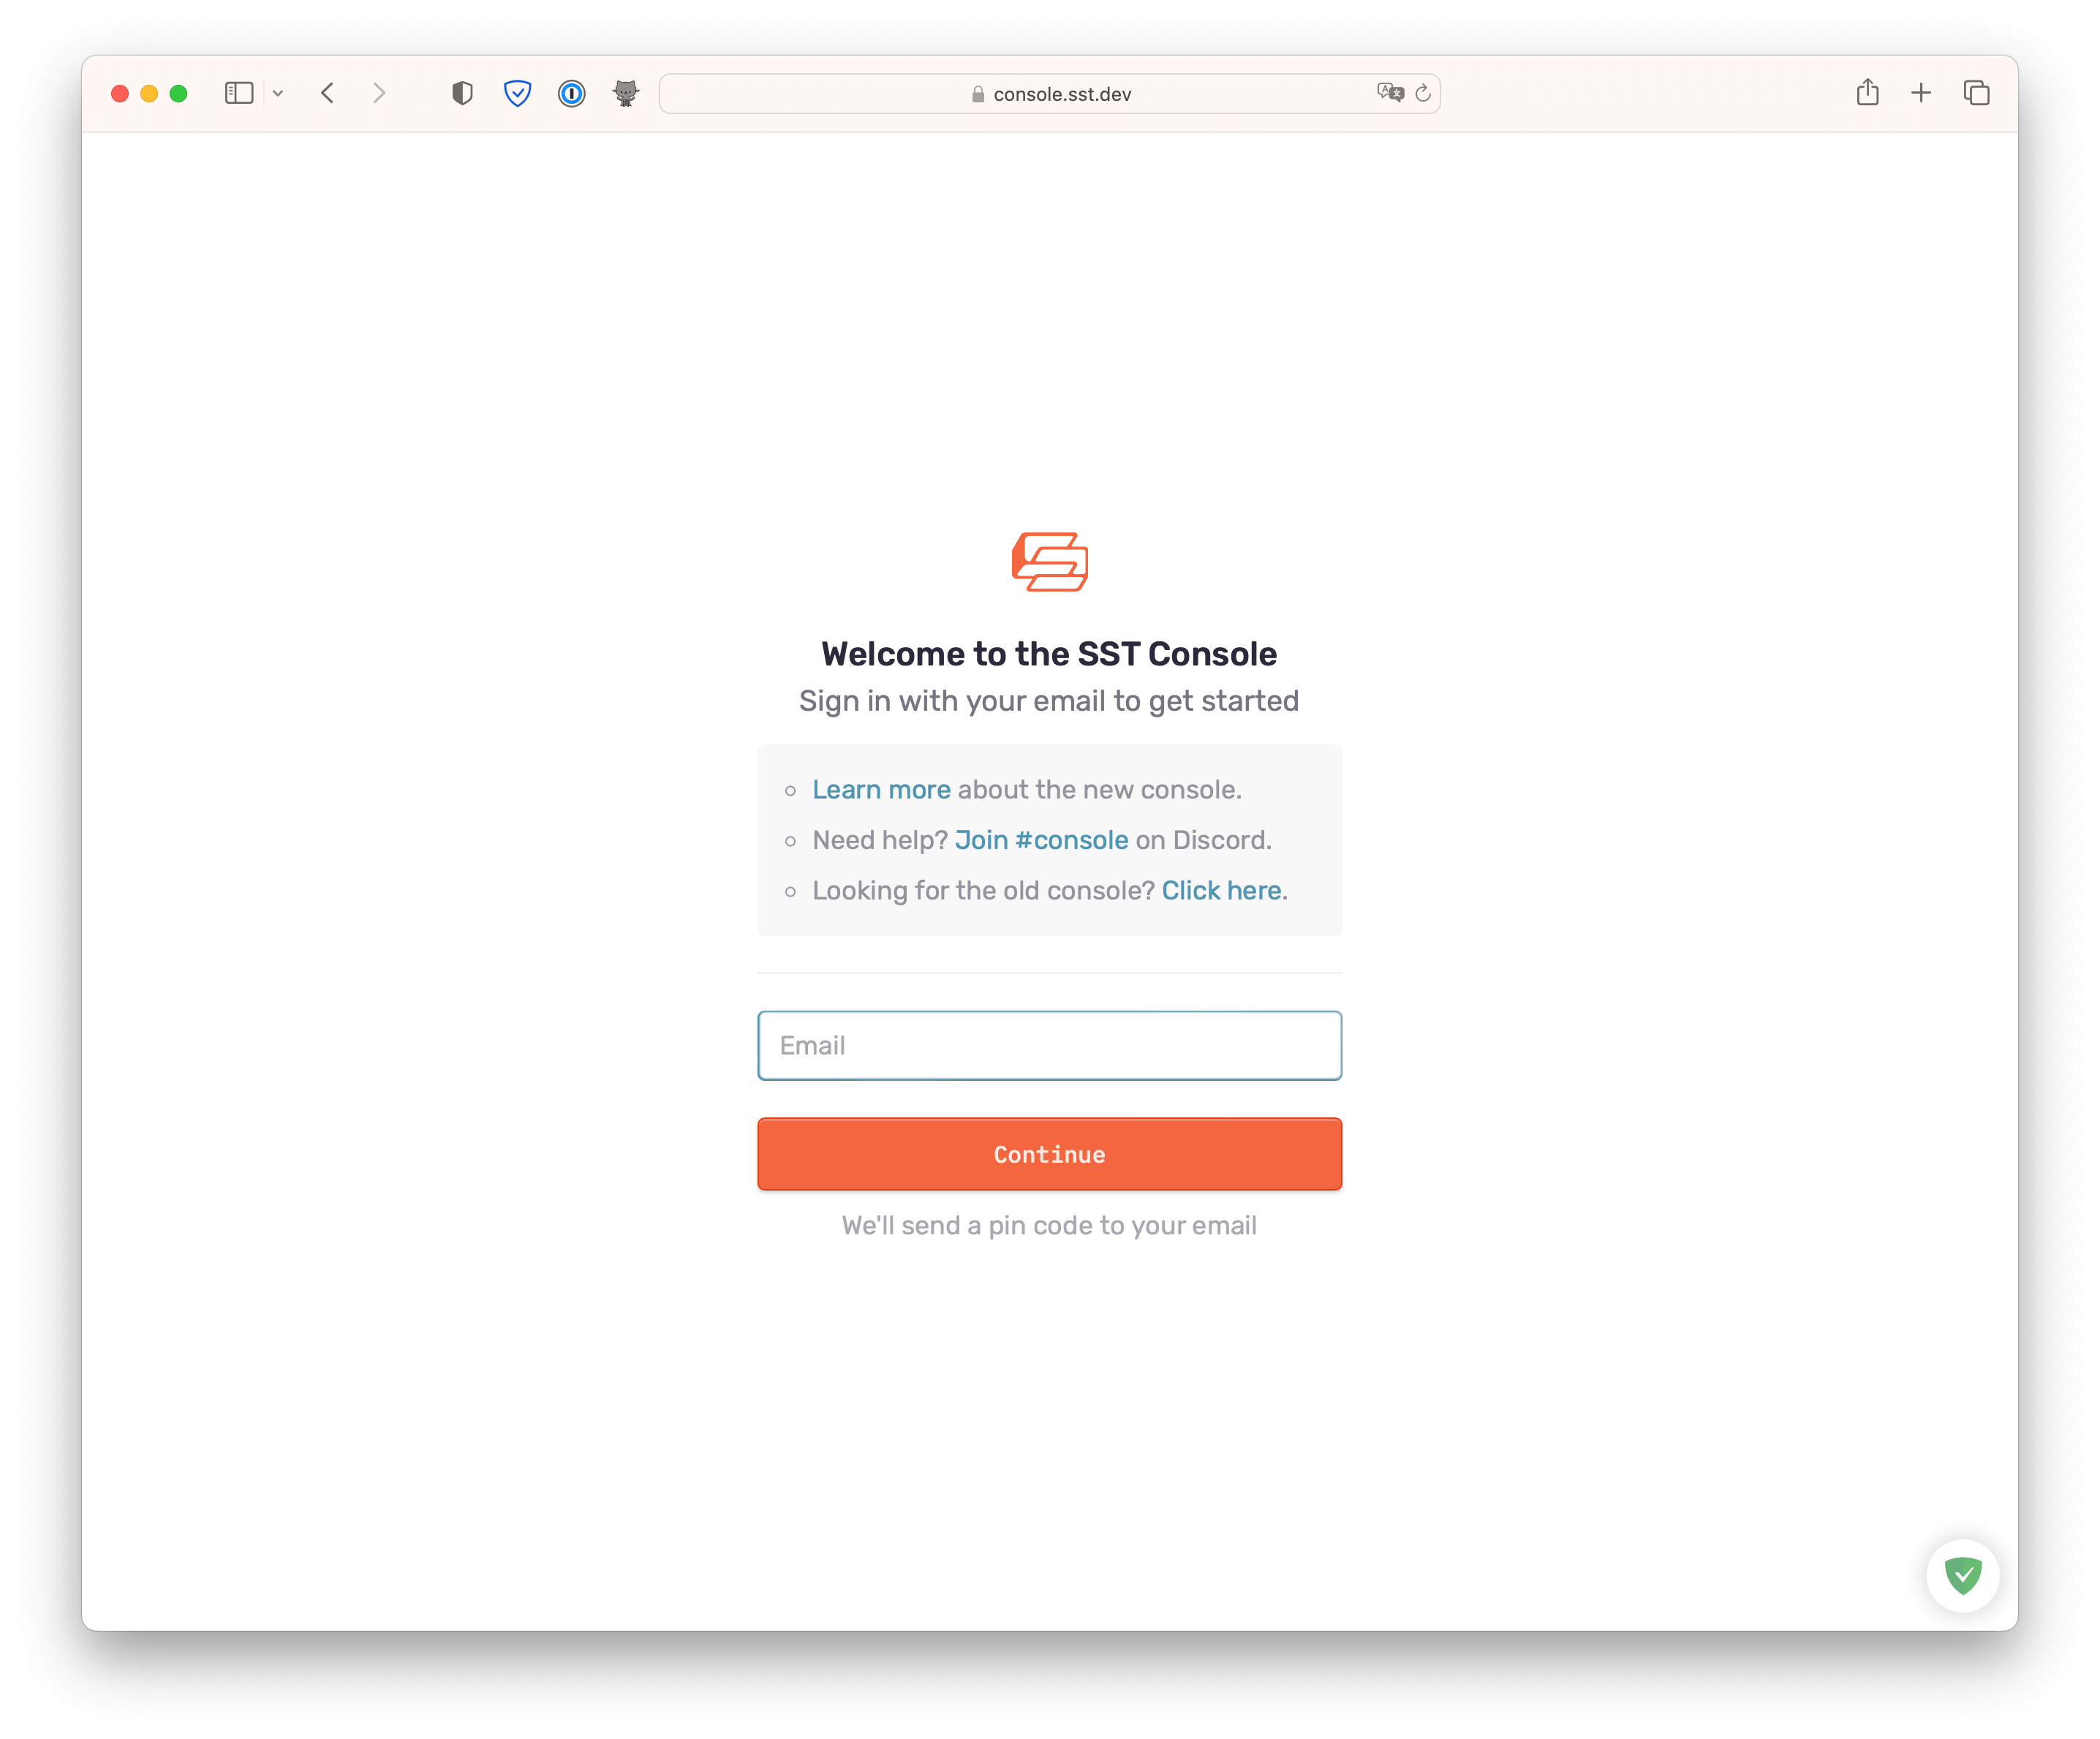 console.sst.dev
Welcome to the SST Console
Sign in with your email to get started
Learn more about the new console.
Need help? Join #console on Discord.
Looking for the old console? Click here.
Email
Continue
We'll send a pin code to your email